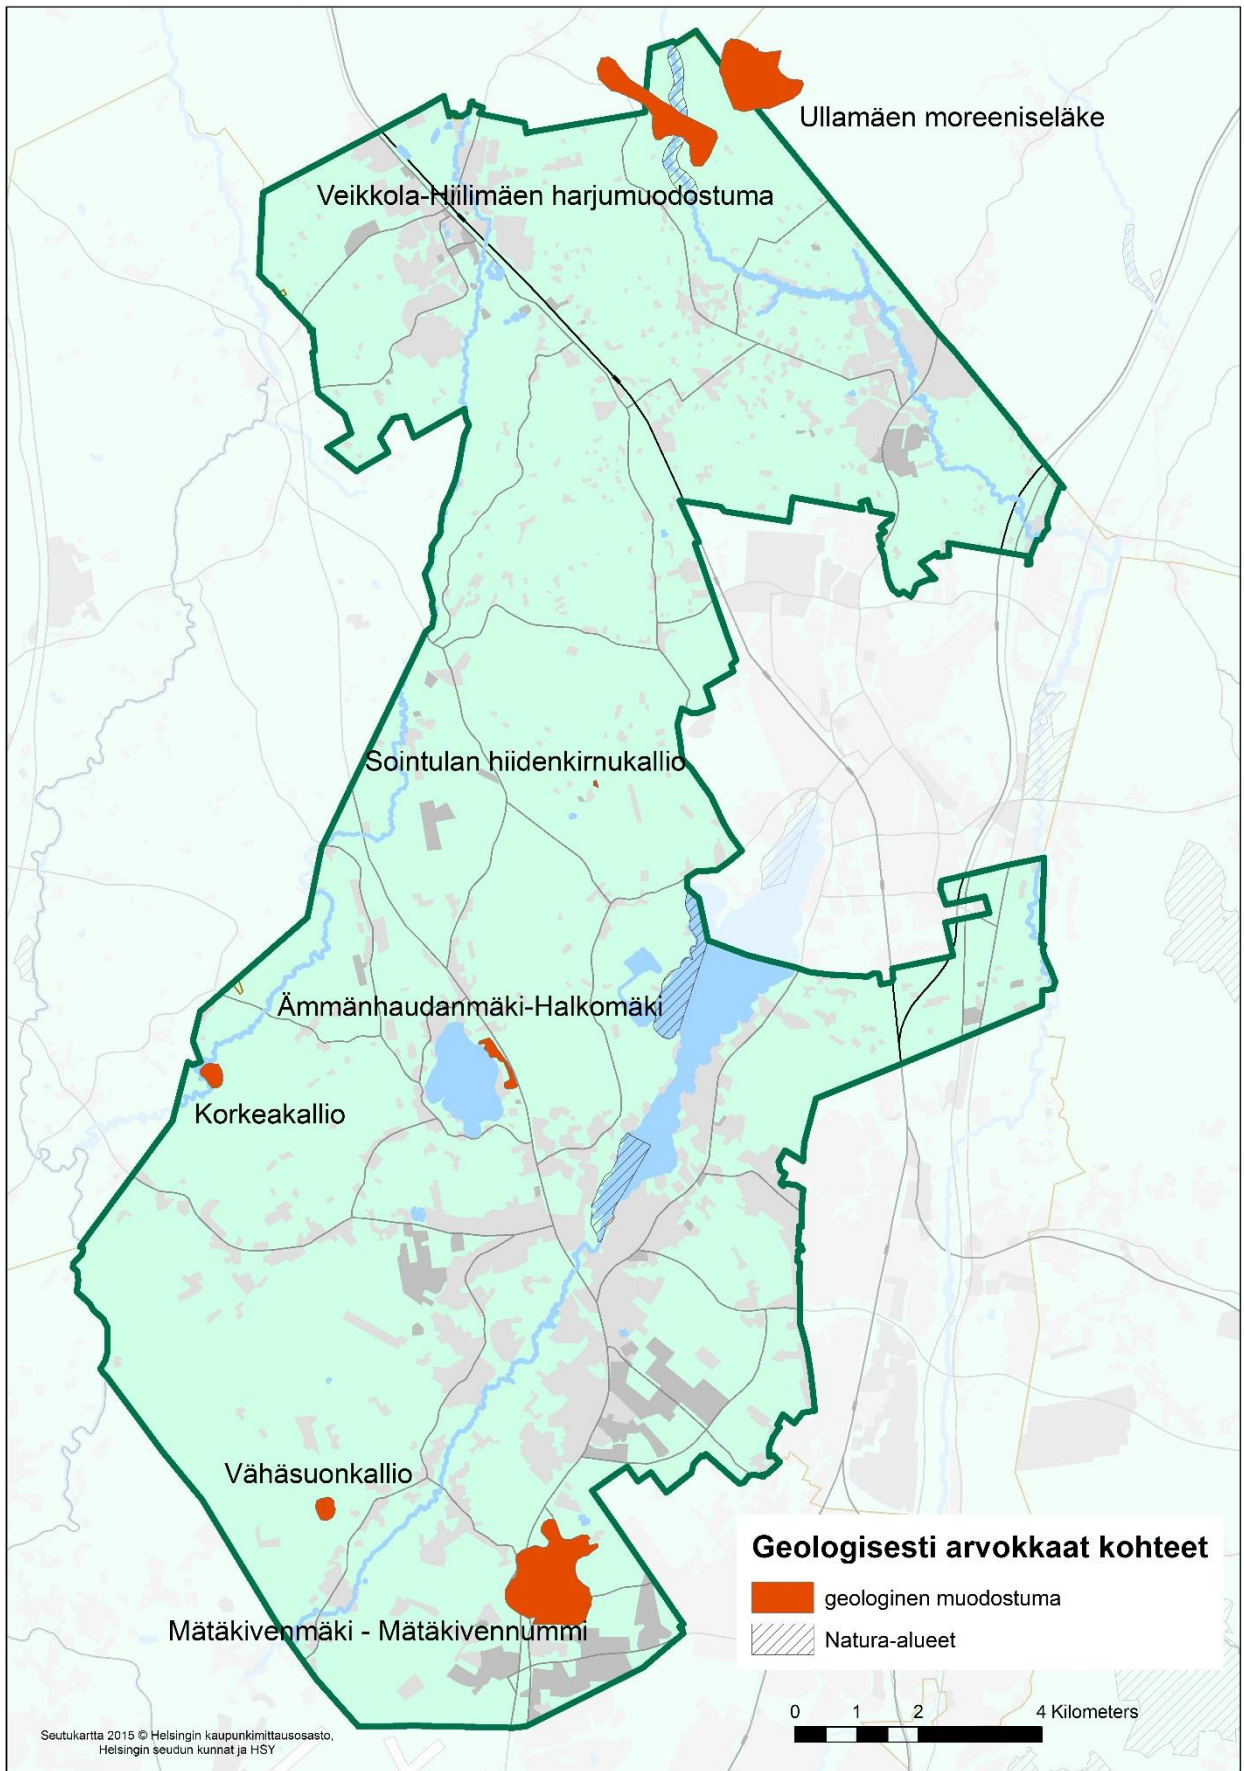 Ullamäen moreeniseläke
Veikkola-Hiilimäen harjumuodostuma
Sointulan hiidenkirnukallio
Ämmänhaudanmäki-Halkomäki
Korkeakallio
Vähäsuonkallio
Mätäkivenmäki - Mätäkivennummi
Geologisesti arvokkaat kohteet
geologinen muodostuma
Natura-alueet
0 1 2 4 Kilometers
Seutukartta 2015 © Helsingin kaupunkimittausosasto,
Helsingin seudun kunnat ja HSY